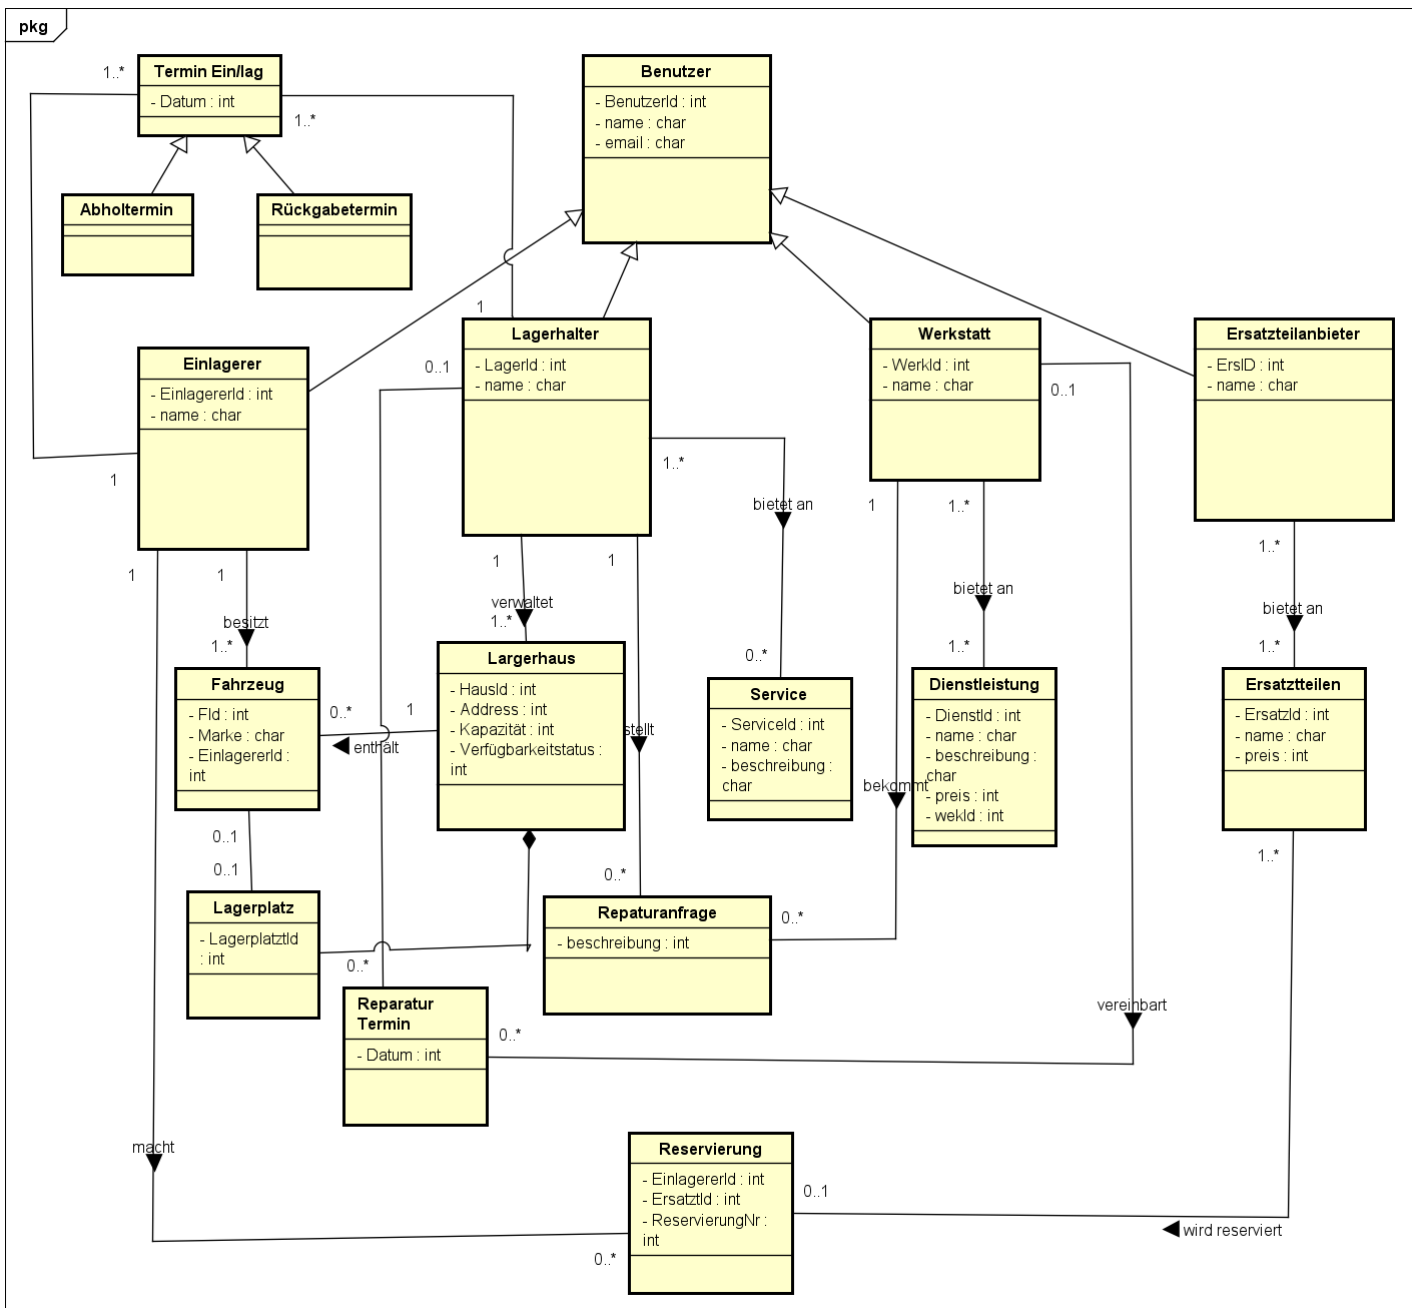 pkg
1..*
Termin Ein/lag
- Datum : int
1..*
Abholtermin
Rückgabetermin
Benutzer
- BenutzerId : int
- name : char
- email : char
1
Einlagerer
- EinlagererId : int
- name : char
1
0..1
Lagerhalter
- LagerId : int
- name : char
1..*
Werkstatt
- WerkId : int
- name : char
0..1
Ersatzteilanbieter
- ErsID : int
- name : char
bietet an
1
1..*
1..*
1
1
1
1
besitzt
1..*
verwaltet
1..*
bietet an
1..*
bietet an
1..*
0..*
Fahrzeug
- FId : int
- Marke : char
- EinlagererId :
int
0..*
1
enthält
Largerhaus
- HausId : int
- Address : int
- Kapazität : int
- Verfügbarkeitstatus :
int
stellt
Service
- ServiceId : int
- name : char
- beschreibung :
char
bekommt
Dienstleistung
- DienstId : int
- name : char
- beschreibung :
char
- preis : int
- wekId : int
Ersatztteilen
- ErsatzId : int
- name : char
- preis : int
1..*
0..1
0..1
Lagerplatz
- LagerplatztId
: int
0..*
0..*
Repaturanfrage
- beschreibung : int
0..*
Reparatur
Termin
- Datum : int
0..*
vereinbart
macht
Reservierung
- EinlagererId : int
- ErsatztId : int
- ReservierungNr :
int
0..1
wird reserviert
0..*